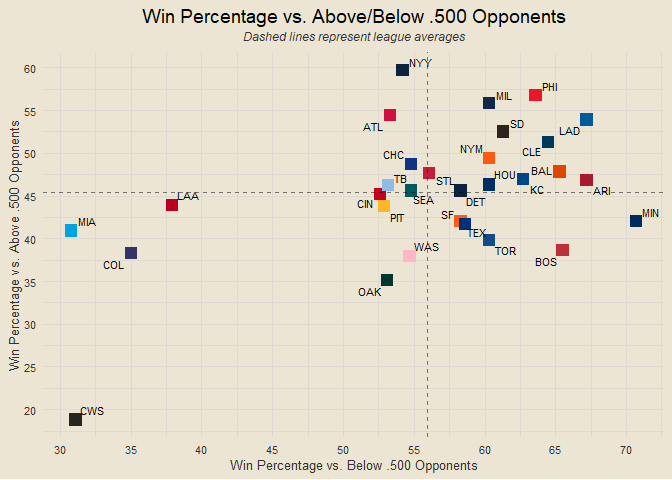 Win Percentage vs. Above/Below .500 Opponents
Dashed lines represent league averages
Win Percentage vs. Above .500 Opponents
60
55
50
45
40
35
30
25
20
NYY
PHI
MIL
ATL
SD
LAD
CLE
NYM
CHC
TB
STL
HOU
BAL
KC
ARI
LAA
CIN
SEA
DET
PIT
SF
TEX
MIN
MIA
TOR
BOS
WAS
COL
OAK
CWS
30
35
40
45
50
55
60
65
70
Win Percentage vs. Below .500 Opponents